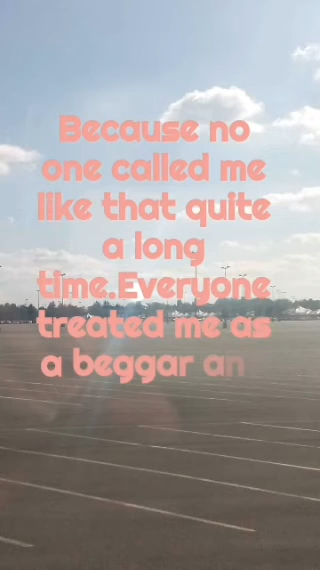 Because no
one called me
like that quite
a long
time.Everyone
treated me as
a beggar an